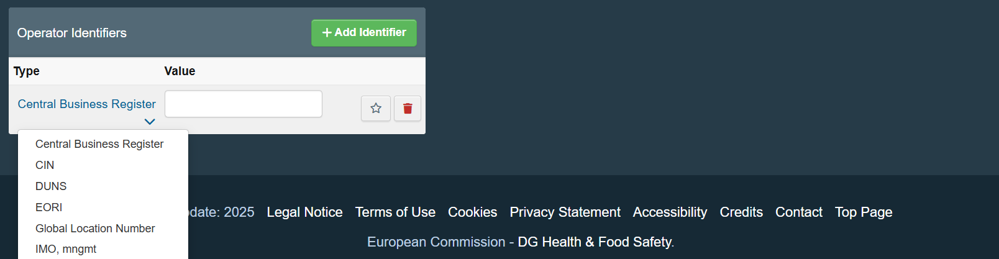 Operator Identifiers
+ Add Identifier
Type Value
Central Business Register
Central Business Register
CIN
DUNS
EORI
Global Location Number
IMO, mngmt
date: 2025 Legal Notice Terms of Use Cookies Privacy Statement Accessibility Credits Contact Top Page
European Commission - DG Health & Food Safety.